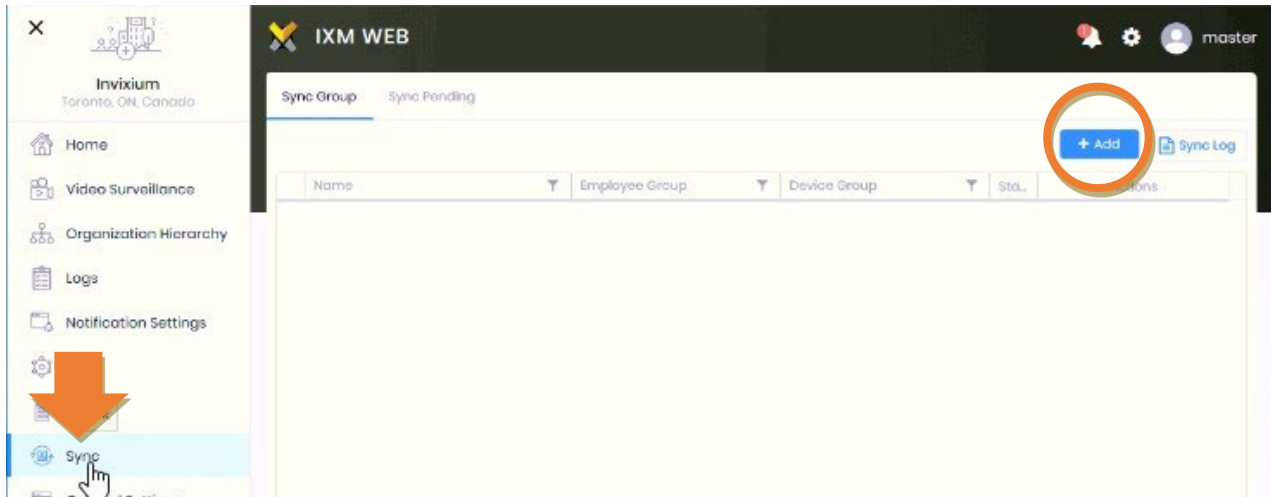 Invixium
Toronto, ON, Canada
Home
Video Surveillance
Organization Hierarchy
Logs
Notification Settings
Sync
IXM WEB
master
Sync Group Sync Pending
+ Add Sync Log
Name Employee Group Device Group Sta...